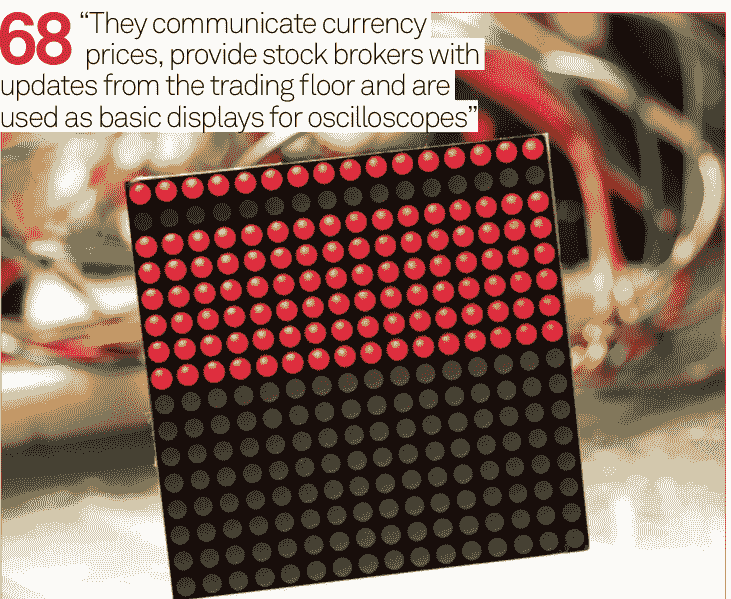 68 “They communicate currency
prices, provide stock brokers with
updates from the trading floor and are
used as basic displays for oscilloscopes”